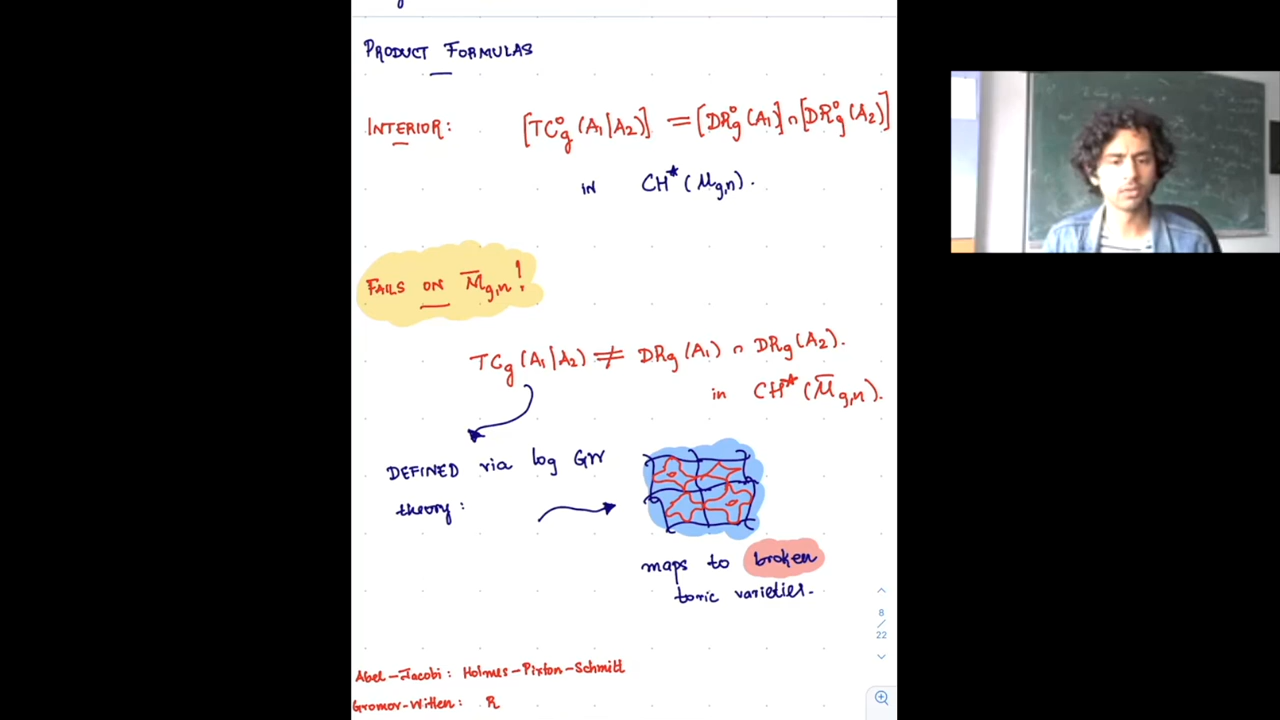 PRODUCT FORMULAS
INTERIOR: [TC°g (A1|A2)] = [DR°g (A1)] ∩ [DR°g (A2)]
in CH* (Mg,n).
FAILS ON M̄g,n!
TCg (A1|A2) ≠ DRg (A1) ∩ DRg (A2).
in CH* (M̄g,n).
DEFINED via log GW
theory:
maps to broken
toric varieties.
8
/
22
Abel-Jacobi: Holmes-Pixton-Schmitt
Gromov-Witten: R